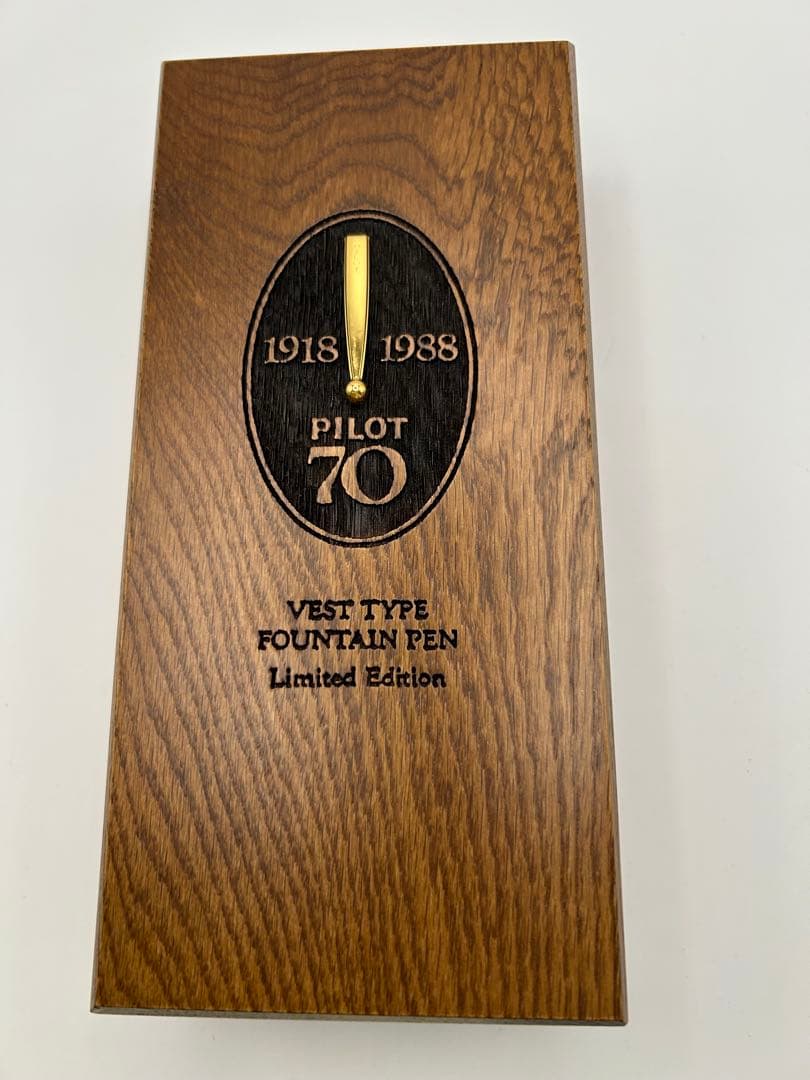 1918 1988
PILOT
70
VEST TYPE
FOUNTAIN PEN
Limited Edition